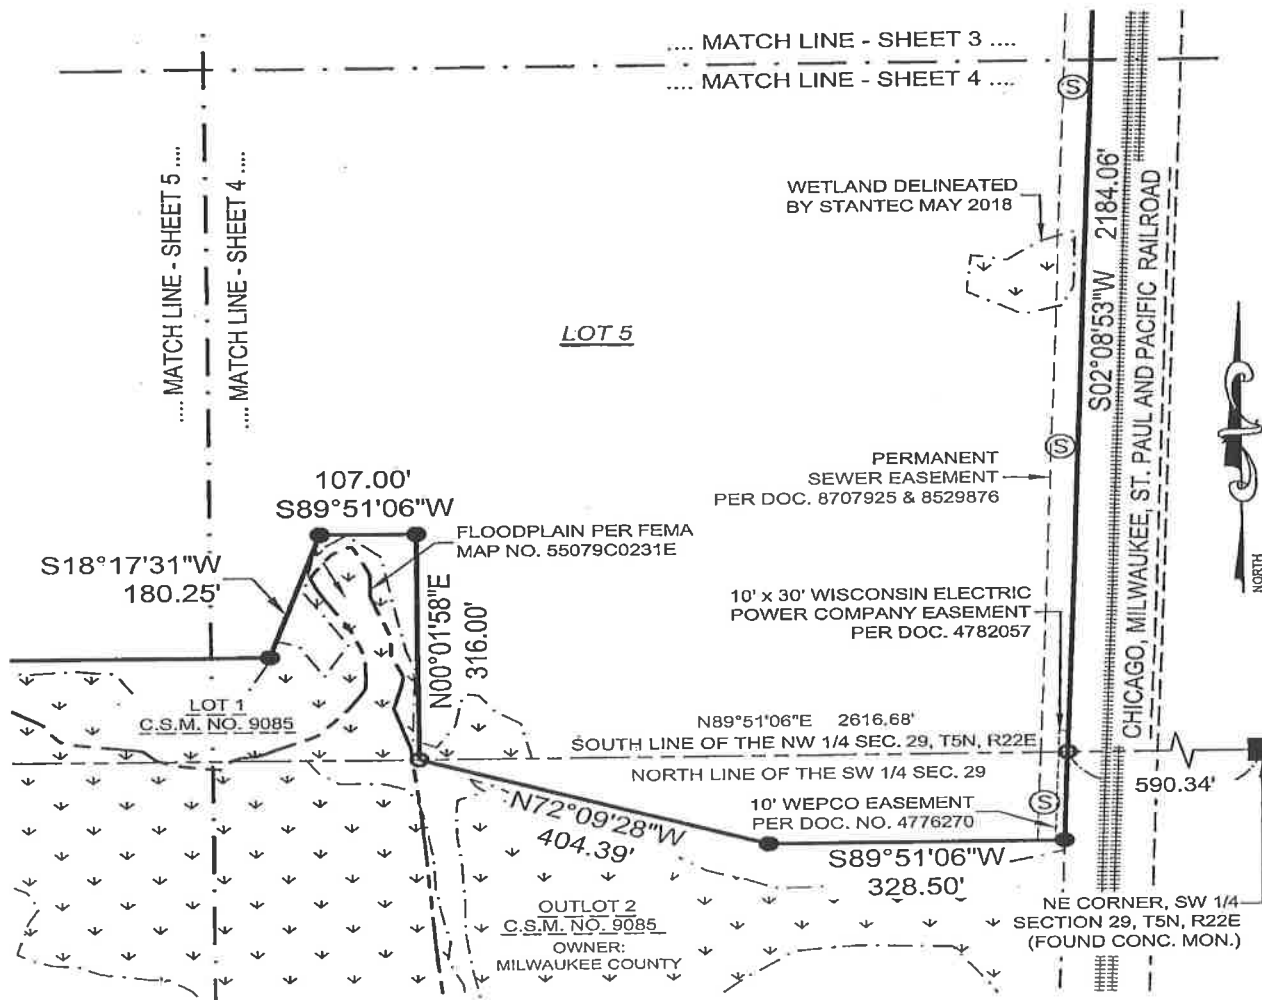 .... MATCH LINE - SHEET 3 ....
.... MATCH LINE - SHEET 4 ....
.... MATCH LINE - SHEET 5 ....
.... MATCH LINE - SHEET 4 ....
WETLAND DELINEATED
BY STANTEC MAY 2018
S02°08'53"W 2184.06'
CHICAGO, MILWAUKEE, ST. PAUL AND PACIFIC RAILROAD
S
LOT 5
S
PERMANENT
SEWER EASEMENT
PER DOC. 8707925 & 8529876
107.00'
S89°51'06"W
FLOODPLAIN PER FEMA
MAP NO. 55079C0231E
S18°17'31"W
180.25'
N00°01'58"E
316.00'
10' x 30' WISCONSIN ELECTRIC
POWER COMPANY EASEMENT
PER DOC. 4782057
NORTH
LOT 1
C.S.M. NO. 9085
N89°51'06"E 2616.68'
SOUTH LINE OF THE NW 1/4 SEC. 29, T5N, R22E
NORTH LINE OF THE SW 1/4 SEC. 29
590.34'
10' WEPCO EASEMENT
PER DOC. NO. 4776270
S
N72°09'28"W
404.39'
S89°51'06"W
328.50'
OUTLOT 2
C.S.M. NO. 9085
OWNER:
MILWAUKEE COUNTY
NE CORNER, SW 1/4
SECTION 29, T5N, R22E
(FOUND CONC. MON.)